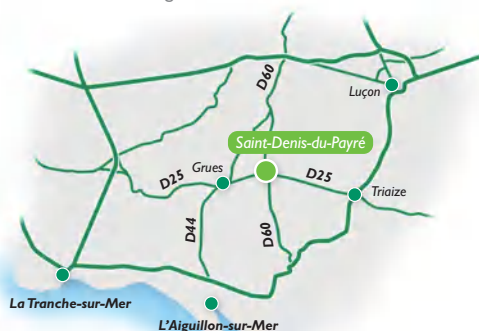 D60
Luçon
Saint-Denis-du-Payré
Grues
D25
D25
Triaize
D44
D60
La Tranche-sur-Mer
L'Aiguillon-sur-Mer